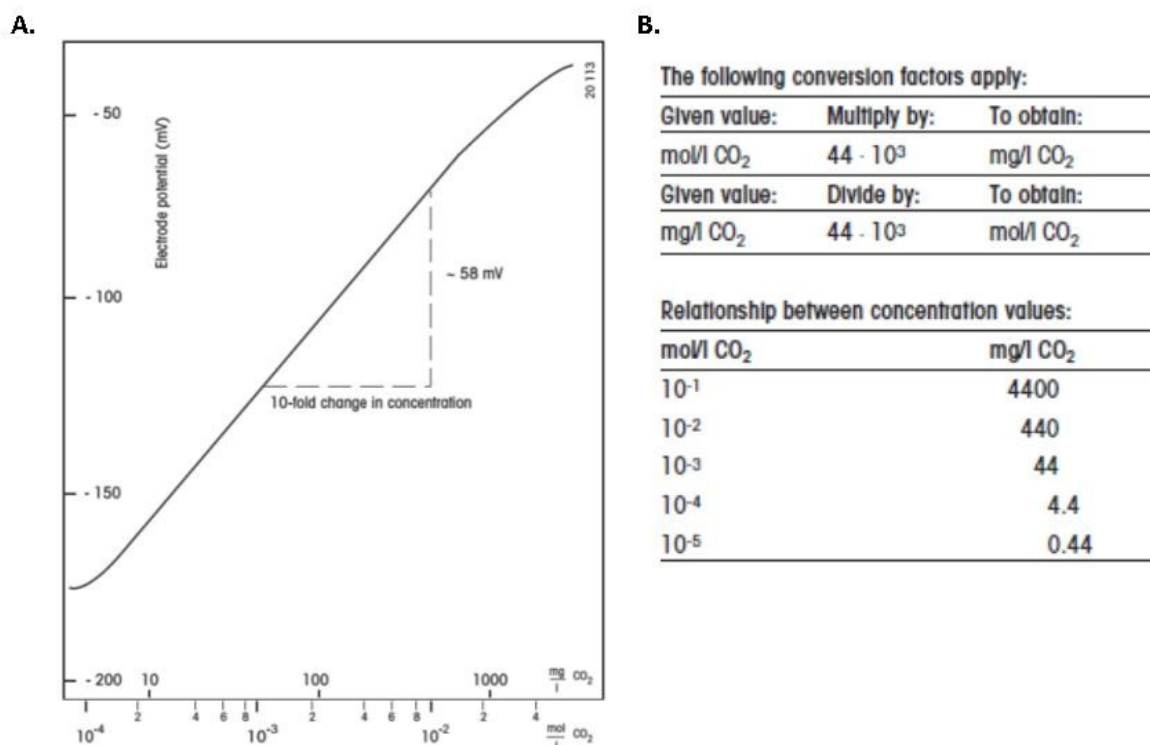 A.
B.
20 113
- 50
Electrode potential (mV)
~ 58 mV
- 100
10-fold change in concentration
- 150
- 200 10 100 1000 mg/l CO₂
2 4 6 8 2 4 6 8 2 4
10⁻⁴ 10⁻³ 10⁻² mol/l CO₂
The following conversion factors apply:
Given value: Multiply by: To obtain:
mol/l CO₂ 44 · 10³ mg/l CO₂
Given value: Divide by: To obtain:
mg/l CO₂ 44 · 10³ mol/l CO₂
Relationship between concentration values:
mol/l CO₂ mg/l CO₂
10⁻¹ 4400
10⁻² 440
10⁻³ 44
10⁻⁴ 4.4
10⁻⁵ 0.44